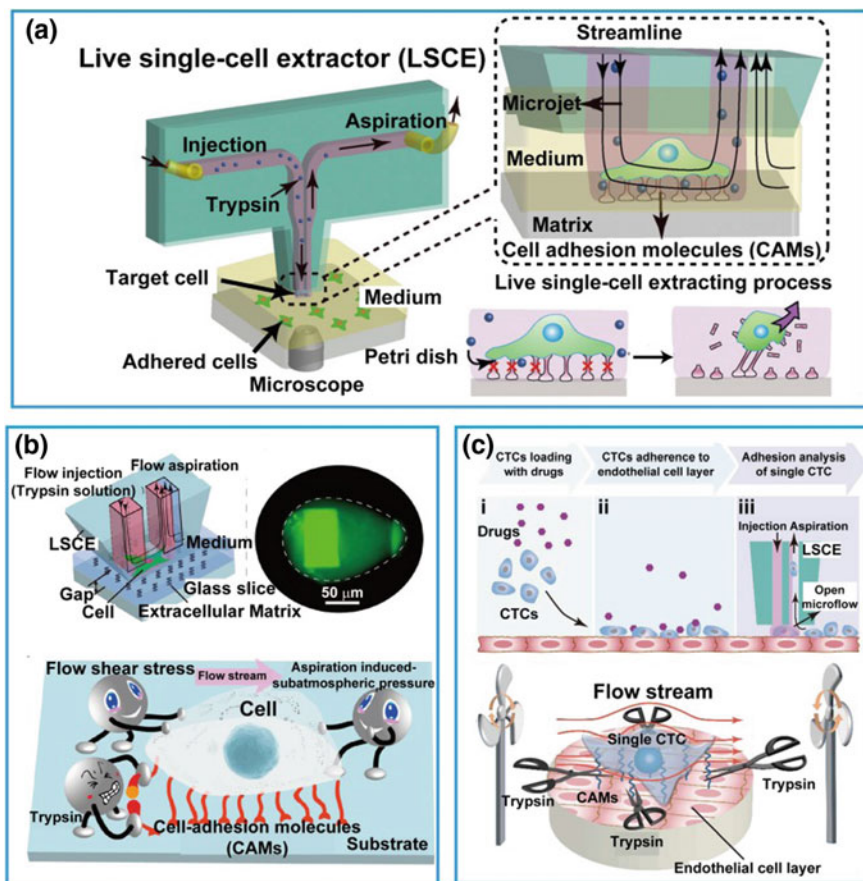 (a)
Live single-cell extractor (LSCE)
Injection
Aspiration
Trypsin
Target cell
Medium
Adhered cells
Microscope
Streamline
Microjet
Medium
Matrix
Cell adhesion molecules (CAMs)
Live single-cell extracting process
Petri dish
(b)
Flow injection
(Trypsin solution)
Flow aspiration
LSCE
Medium
Gap
Cell
Glass slice
Extracellular Matrix
50 μm
Flow shear stress
Flow stream
Aspiration induced-
subatmospheric pressure
Cell
Trypsin
Cell-adhesion molecules
(CAMs)
Substrate
(c)
CTCs loading
with drugs
CTCs adherence to
endothelial cell layer
Adhesion analysis
of single CTC
i
ii
iii
Drugs
CTCs
Injection Aspiration
LSCE
Open
microflow
Flow stream
Single CTC
Trypsin
CAMs
Trypsin
Trypsin
Endothelial cell layer